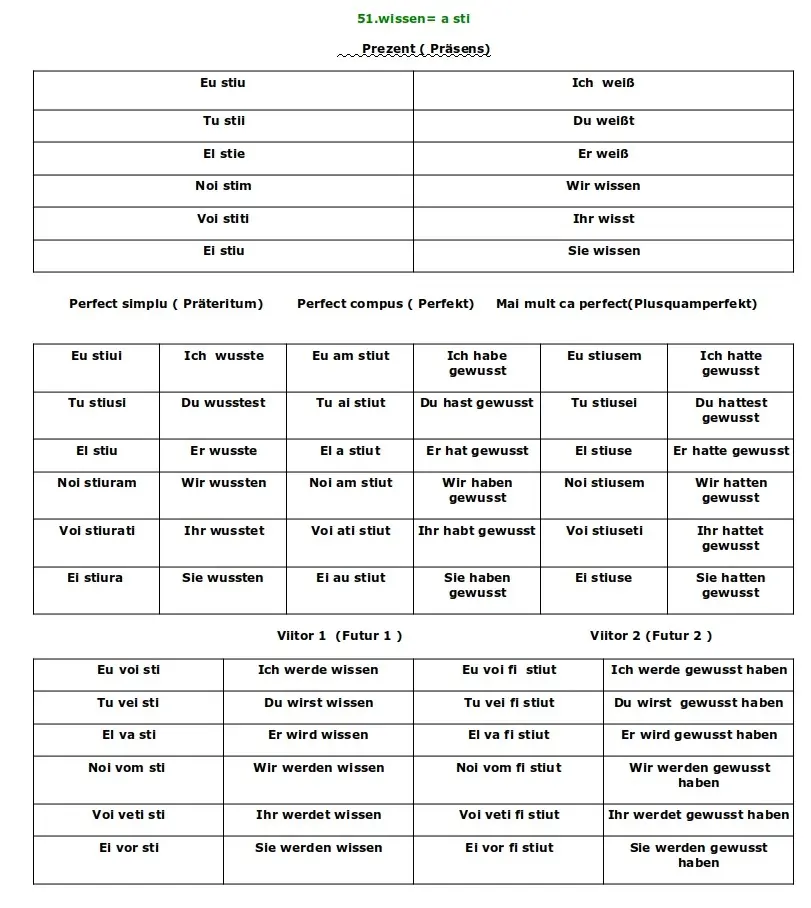 51.wissen= a sti
Prezent ( Präsens)
Eu stiu Ich weiß
Tu stii Du weißt
El stie Er weiß
Noi stim Wir wissen
Voi stiti Ihr wisst
Ei stiu Sie wissen
Perfect simplu ( Präteritum) Perfect compus ( Perfekt) Mai mult ca perfect(Plusquamperfekt)
Eu stiui Ich wusste Eu am stiut Ich habe gewusst Eu stiusem Ich hatte gewusst
Tu stiusi Du wusstest Tu ai stiut Du hast gewusst Tu stiusei Du hattest gewusst
El stiu Er wusste El a stiut Er hat gewusst El stiuse Er hatte gewusst
Noi stiuram Wir wussten Noi am stiut Wir haben gewusst Noi stiusem Wir hatten gewusst
Voi stiurati Ihr wusstet Voi ati stiut Ihr habt gewusst Voi stiuseti Ihr hattet gewusst
Ei stiura Sie wussten Ei au stiut Sie haben gewusst Ei stiuse Sie hatten gewusst
Viitor 1 (Futur 1 ) Viitor 2 (Futur 2 )
Eu voi sti Ich werde wissen Eu voi fi stiut Ich werde gewusst haben
Tu vei sti Du wirst wissen Tu vei fi stiut Du wirst gewusst haben
El va sti Er wird wissen El va fi stiut Er wird gewusst haben
Noi vom sti Wir werden wissen Noi vom fi stiut Wir werden gewusst haben
Voi veti sti Ihr werdet wissen Voi veti fi stiut Ihr werdet gewusst haben
Ei vor sti Sie werden wissen Ei vor fi stiut Sie werden gewusst haben